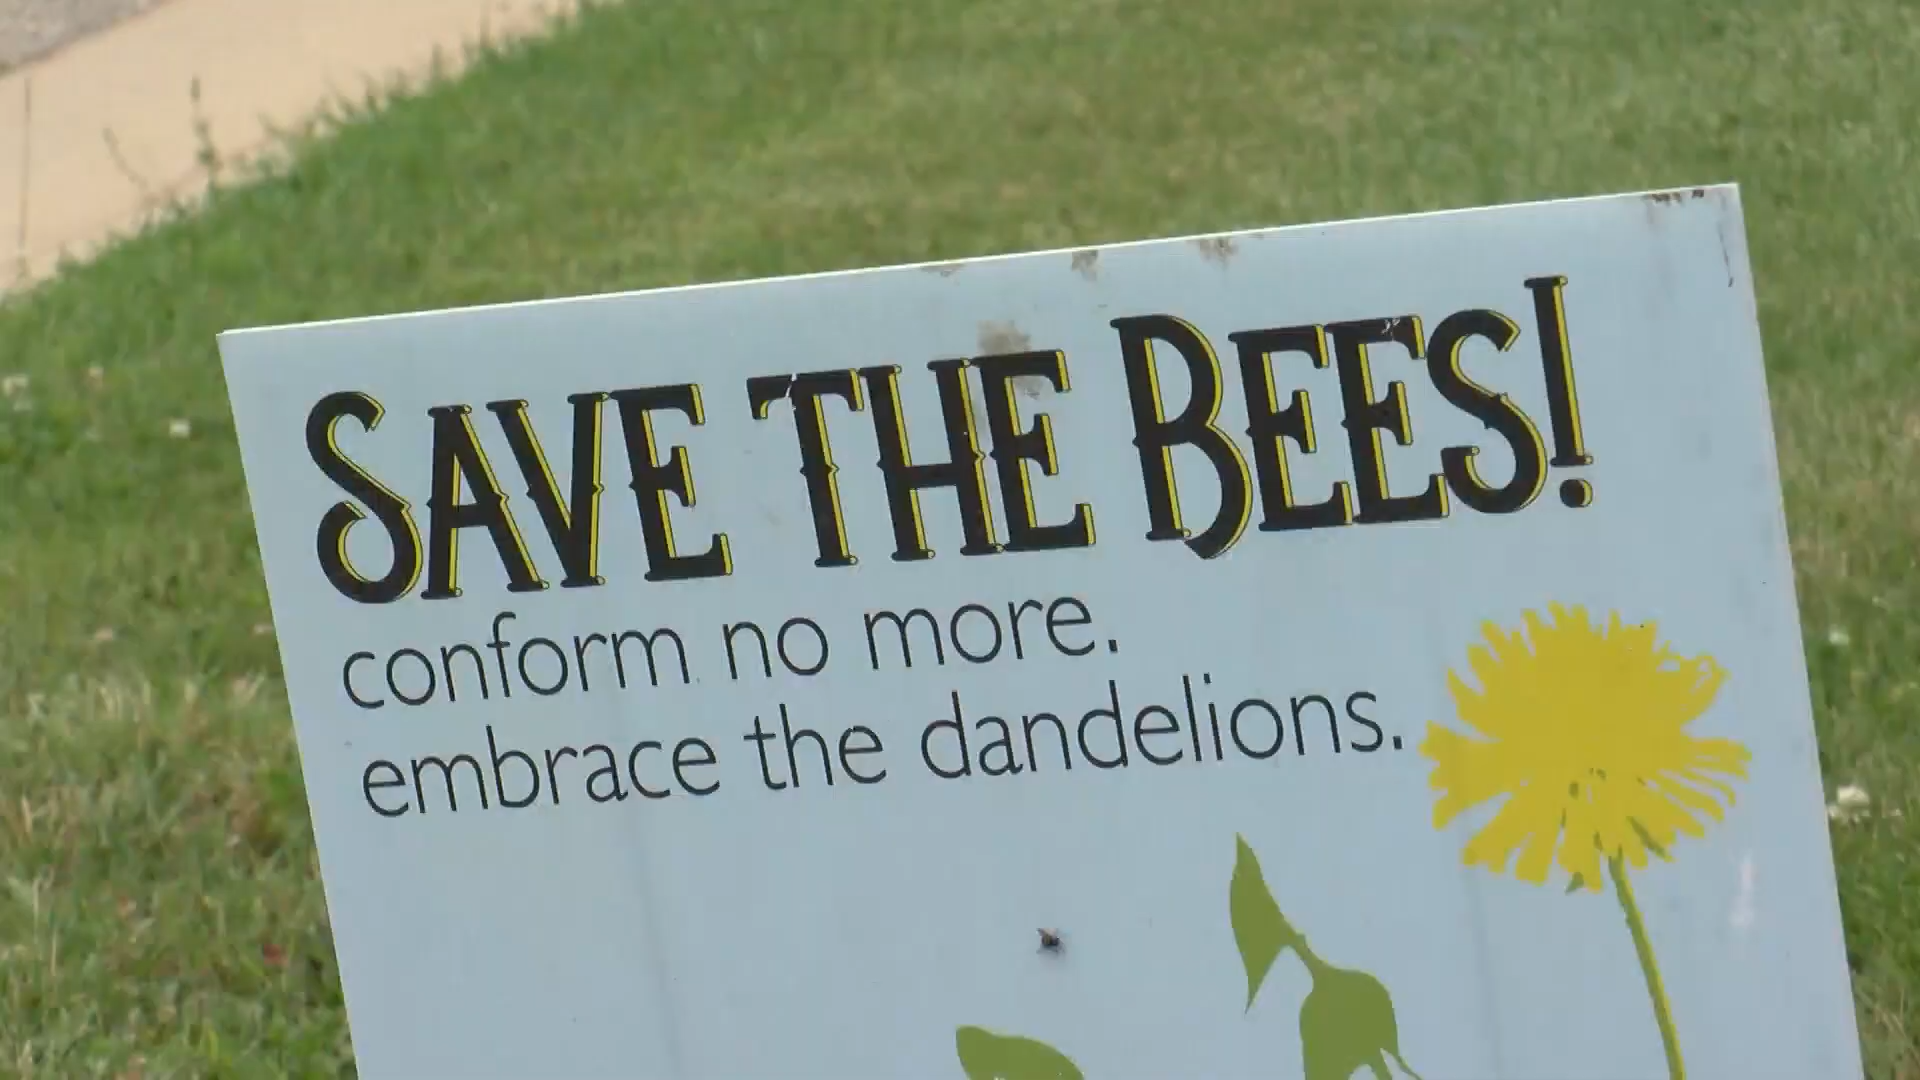 SAVE THE BEES!
conform no more.
embrace the dandelions.